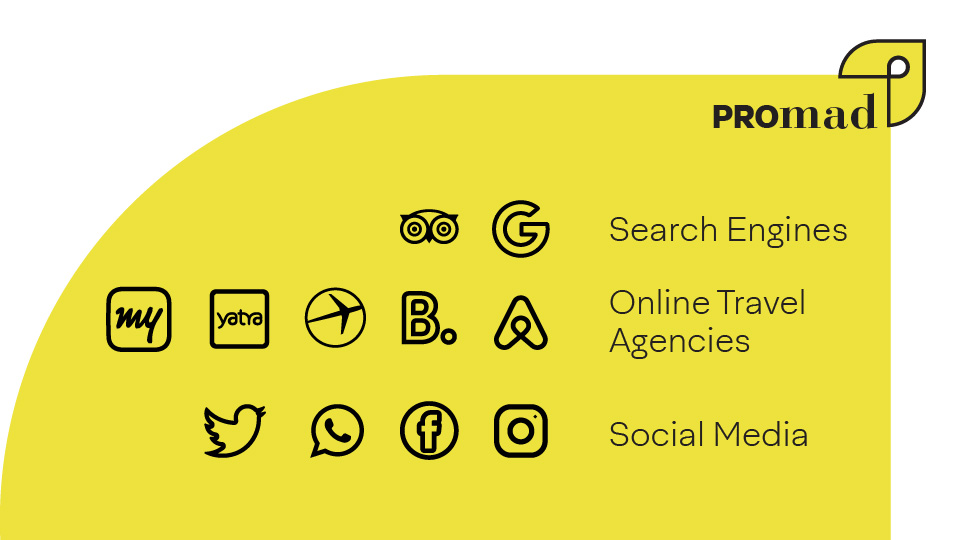 PROmad
Search Engines
my
yatra
B.
Online Travel
Agencies
Social Media